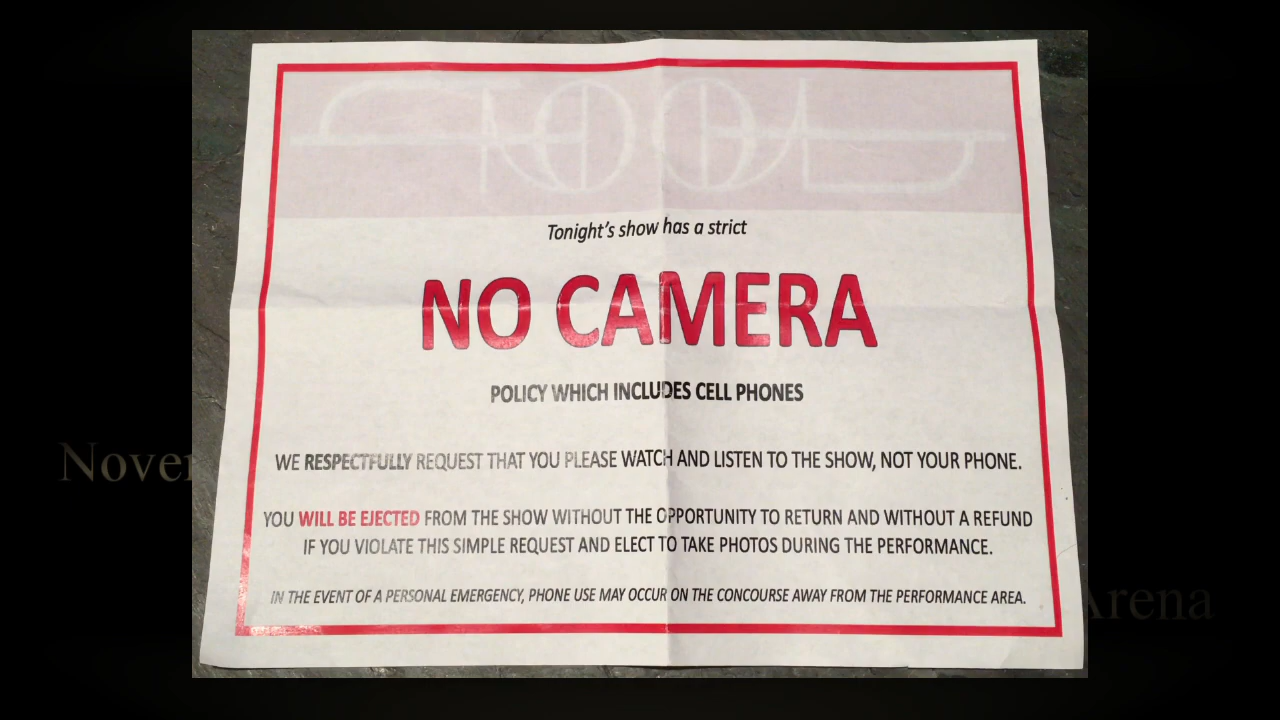 TOOL
Tonight's show has a strict
NO CAMERA
POLICY WHICH INCLUDES CELL PHONES
WE RESPECTFULLY REQUEST THAT YOU PLEASE WATCH AND LISTEN TO THE SHOW, NOT YOUR PHONE.
YOU WILL BE EJECTED FROM THE SHOW WITHOUT THE OPPORTUNITY TO RETURN AND WITHOUT A REFUND
IF YOU VIOLATE THIS SIMPLE REQUEST AND ELECT TO TAKE PHOTOS DURING THE PERFORMANCE.
IN THE EVENT OF A PERSONAL EMERGENCY, PHONE USE MAY OCCUR ON THE CONCOURSE AWAY FROM THE PERFORMANCE AREA.
Arena